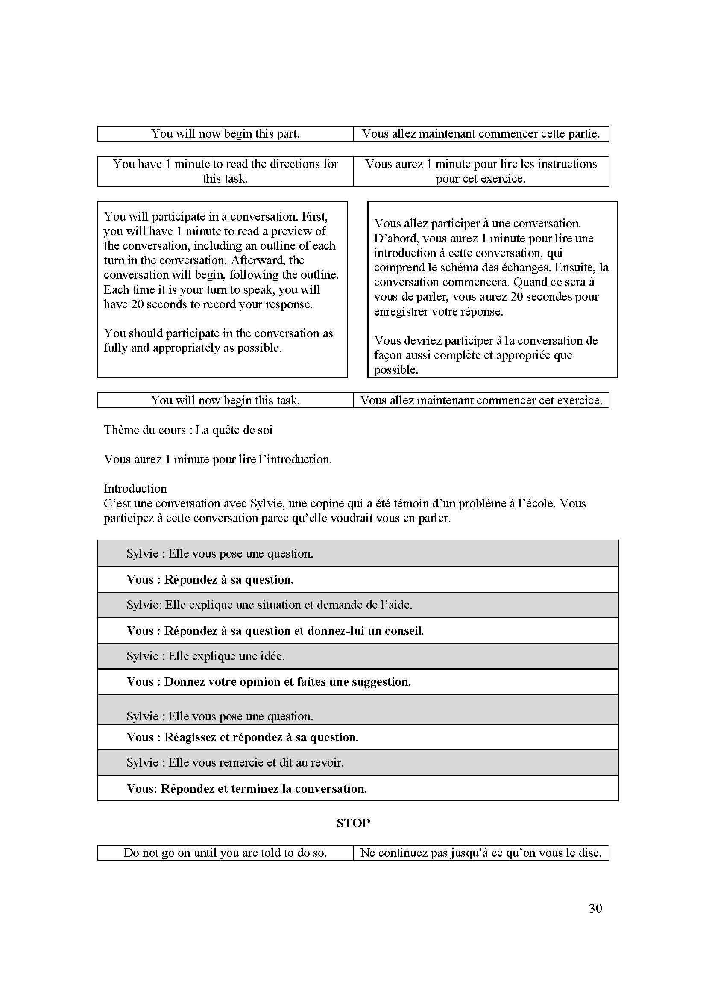 You will now begin this part.
Vous allez maintenant commencer cette partie.
You have 1 minute to read the directions for
this task.
Vous aurez 1 minute pour lire les instructions
pour cet exercice.
You will participate in a conversation. First,
you will have 1 minute to read a preview of
the conversation, including an outline of each
turn in the conversation. Afterward, the
conversation will begin, following the outline.
Each time it is your turn to speak, you will
have 20 seconds to record your response.
You should participate in the conversation as
fully and appropriately as possible.
Vous allez participer à une conversation.
D’abord, vous aurez 1 minute pour lire une
introduction à cette conversation, qui
comprend le schéma des échanges. Ensuite, la
conversation commencera. Quand ce sera à
vous de parler, vous aurez 20 secondes pour
enregistrer votre réponse.
Vous devriez participer à la conversation de
façon aussi complète et appropriée que
possible.
You will now begin this task.
Vous allez maintenant commencer cet exercice.
Thème du cours : La quête de soi
Vous aurez 1 minute pour lire l’introduction.
Introduction
C’est une conversation avec Sylvie, une copine qui a été témoin d’un problème à l’école. Vous
participez à cette conversation parce qu’elle voudrait vous en parler.
Sylvie : Elle vous pose une question.
Vous : Répondez à sa question.
Sylvie: Elle explique une situation et demande de l’aide.
Vous : Répondez à sa question et donnez-lui un conseil.
Sylvie : Elle explique une idée.
Vous : Donnez votre opinion et faites une suggestion.
Sylvie : Elle vous pose une question.
Vous : Réagissez et répondez à sa question.
Sylvie : Elle vous remercie et dit au revoir.
Vous: Répondez et terminez la conversation.
STOP
Do not go on until you are told to do so.
Ne continuez pas jusqu’à ce qu’on vous le dise.
30